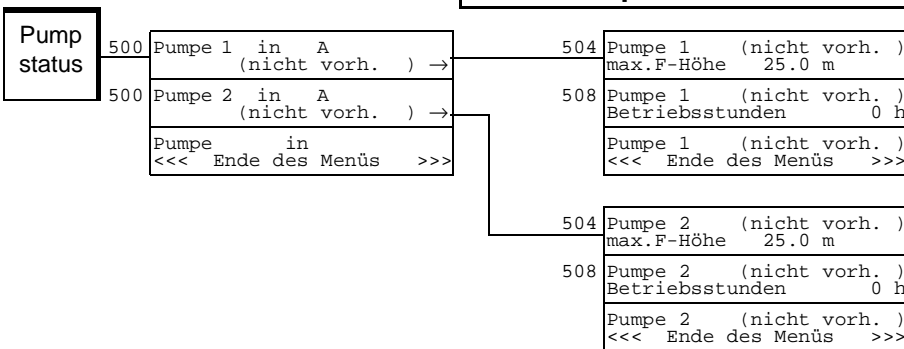 Pump
status
500 Pumpe 1 in A
(nicht vorh. ) →
500 Pumpe 2 in A
(nicht vorh. ) →
Pumpe in
<<< Ende des Menüs >>>
504 Pumpe 1 (nicht vorh. )
max.F-Höhe 25.0 m
508 Pumpe 1 (nicht vorh. )
Betriebsstunden 0 h
Pumpe 1 (nicht vorh. )
<<< Ende des Menüs >>>
504 Pumpe 2 (nicht vorh. )
max.F-Höhe 25.0 m
508 Pumpe 2 (nicht vorh. )
Betriebsstunden 0 h
Pumpe 2 (nicht vorh. )
<<< Ende des Menüs >>>